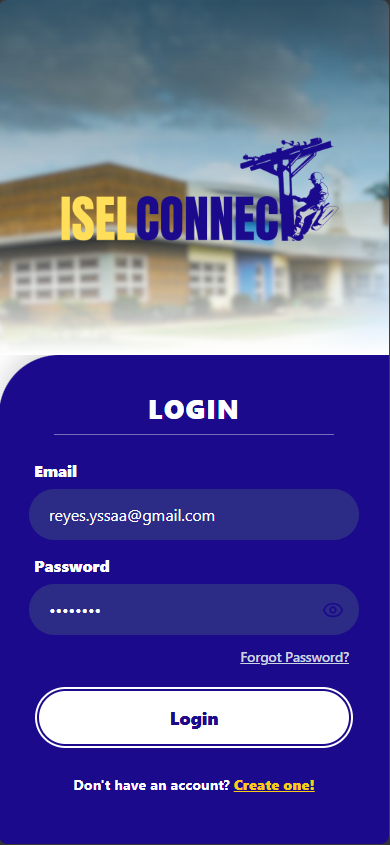 ISELCONNECT
LOGIN
Email
reyes.yssaa@gmail.com
Password
••••••••
Forgot Password?
Login
Don't have an account? Create one!